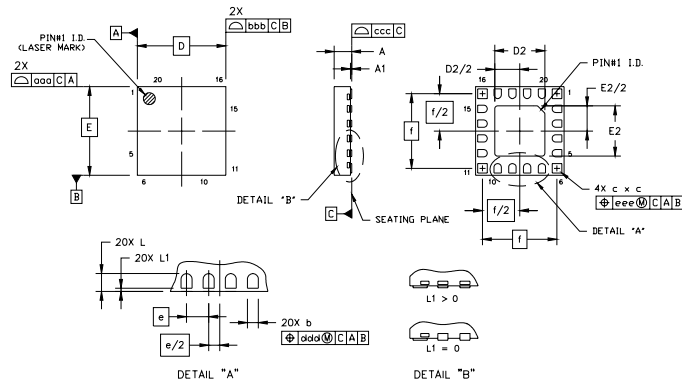 2X
⌓ bbb C B
A
D
PIN#1 I.D.
(LASER MARK)
2X
⌓ aaa C A
20 16
1 15
E
5 11
6 10
B
⌓ ccc C
A
A1
DETAIL "B"
C
SEATING PLANE
D2
D2/2
PIN#1 I.D.
16 20
15 1
E2/2
f/2
f
E2
11 5
10 6
4X c x c
⌖ eee Ⓜ C A B
f/2
DETAIL "A"
f
20X L
20X L1
e
20X b
⌖ ddd Ⓜ C A B
e/2
DETAIL "A"
L1 > 0
L1 = 0
DETAIL "B"